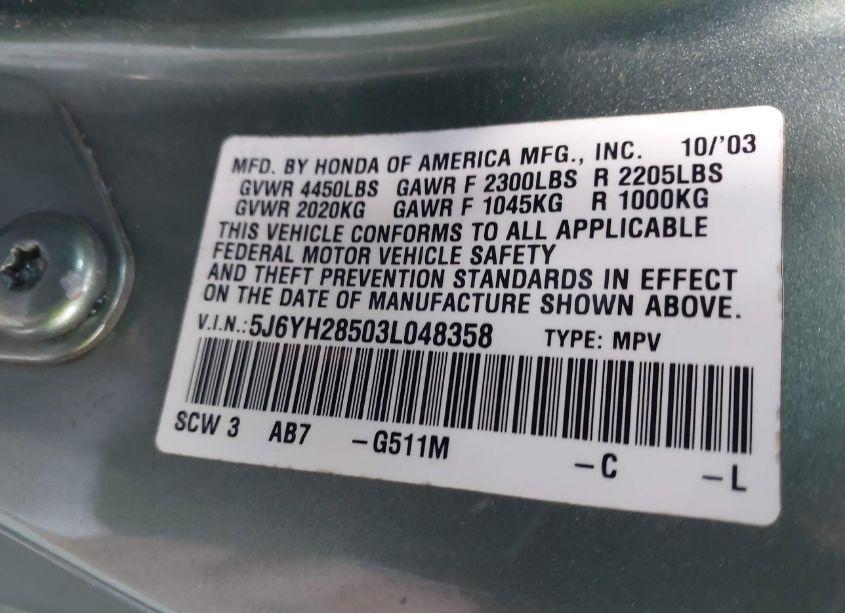 MFD. BY HONDA OF AMERICA MFG., INC. 10/'03
GVWR 4450LBS GAWR F 2300LBS R 2205LBS
GVWR 2020KG GAWR F 1045KG R 1000KG
THIS VEHICLE CONFORMS TO ALL APPLICABLE
FEDERAL MOTOR VEHICLE SAFETY
AND THEFT PREVENTION STANDARDS IN EFFECT
ON THE DATE OF MANUFACTURE SHOWN ABOVE.
V.I.N.:5J6YH28503L048358 TYPE: MPV
SCW 3 AB7 -G511M -C -L